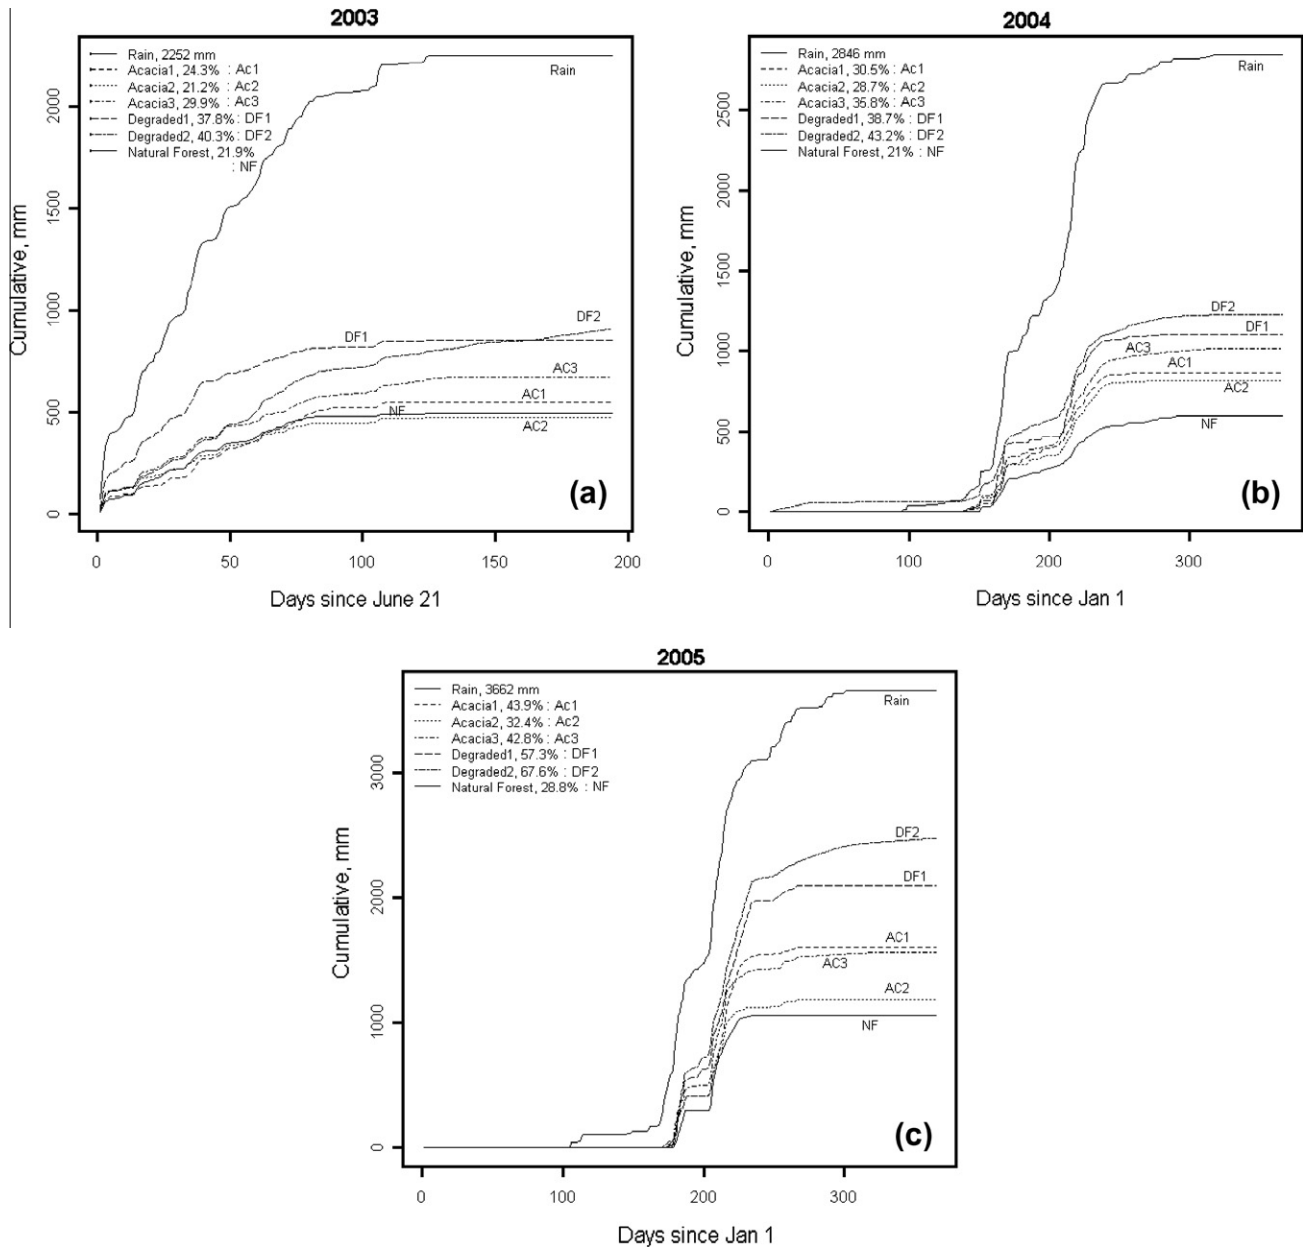 2003
Rain, 2252 mm
Acacia1, 24.3% : Ac1
Acacia2, 21.2% : Ac2
Acacia3, 29.9% : Ac3
Degraded1, 37.8% : DF1
Degraded2, 40.3% : DF2
Natural Forest, 21.9%
: NF
Rain
DF1
DF2
AC3
AC1
NF
AC2
(a)
Cumulative, mm
0
500
1000
1500
2000
0 50 100 150 200
Days since June 21
2004
Rain, 2846 mm
Acacia1, 30.5% : Ac1
Acacia2, 28.7% : Ac2
Acacia3, 35.8% : Ac3
Degraded1, 38.7% : DF1
Degraded2, 43.2% : DF2
Natural Forest, 21% : NF
Rain
DF2
DF1
AC3
AC1
AC2
NF
(b)
Cumulative, mm
0
500
1000
1500
2000
2500
0 100 200 300
Days since Jan 1
2005
Rain, 3662 mm
Acacia1, 43.9% : Ac1
Acacia2, 32.4% : Ac2
Acacia3, 42.8% : Ac3
Degraded1, 57.3% : DF1
Degraded2, 67.6% : DF2
Natural Forest, 28.8% : NF
Rain
DF2
DF1
AC1
AC3
AC2
NF
(c)
Cumulative, mm
0
1000
2000
3000
0 100 200 300
Days since Jan 1